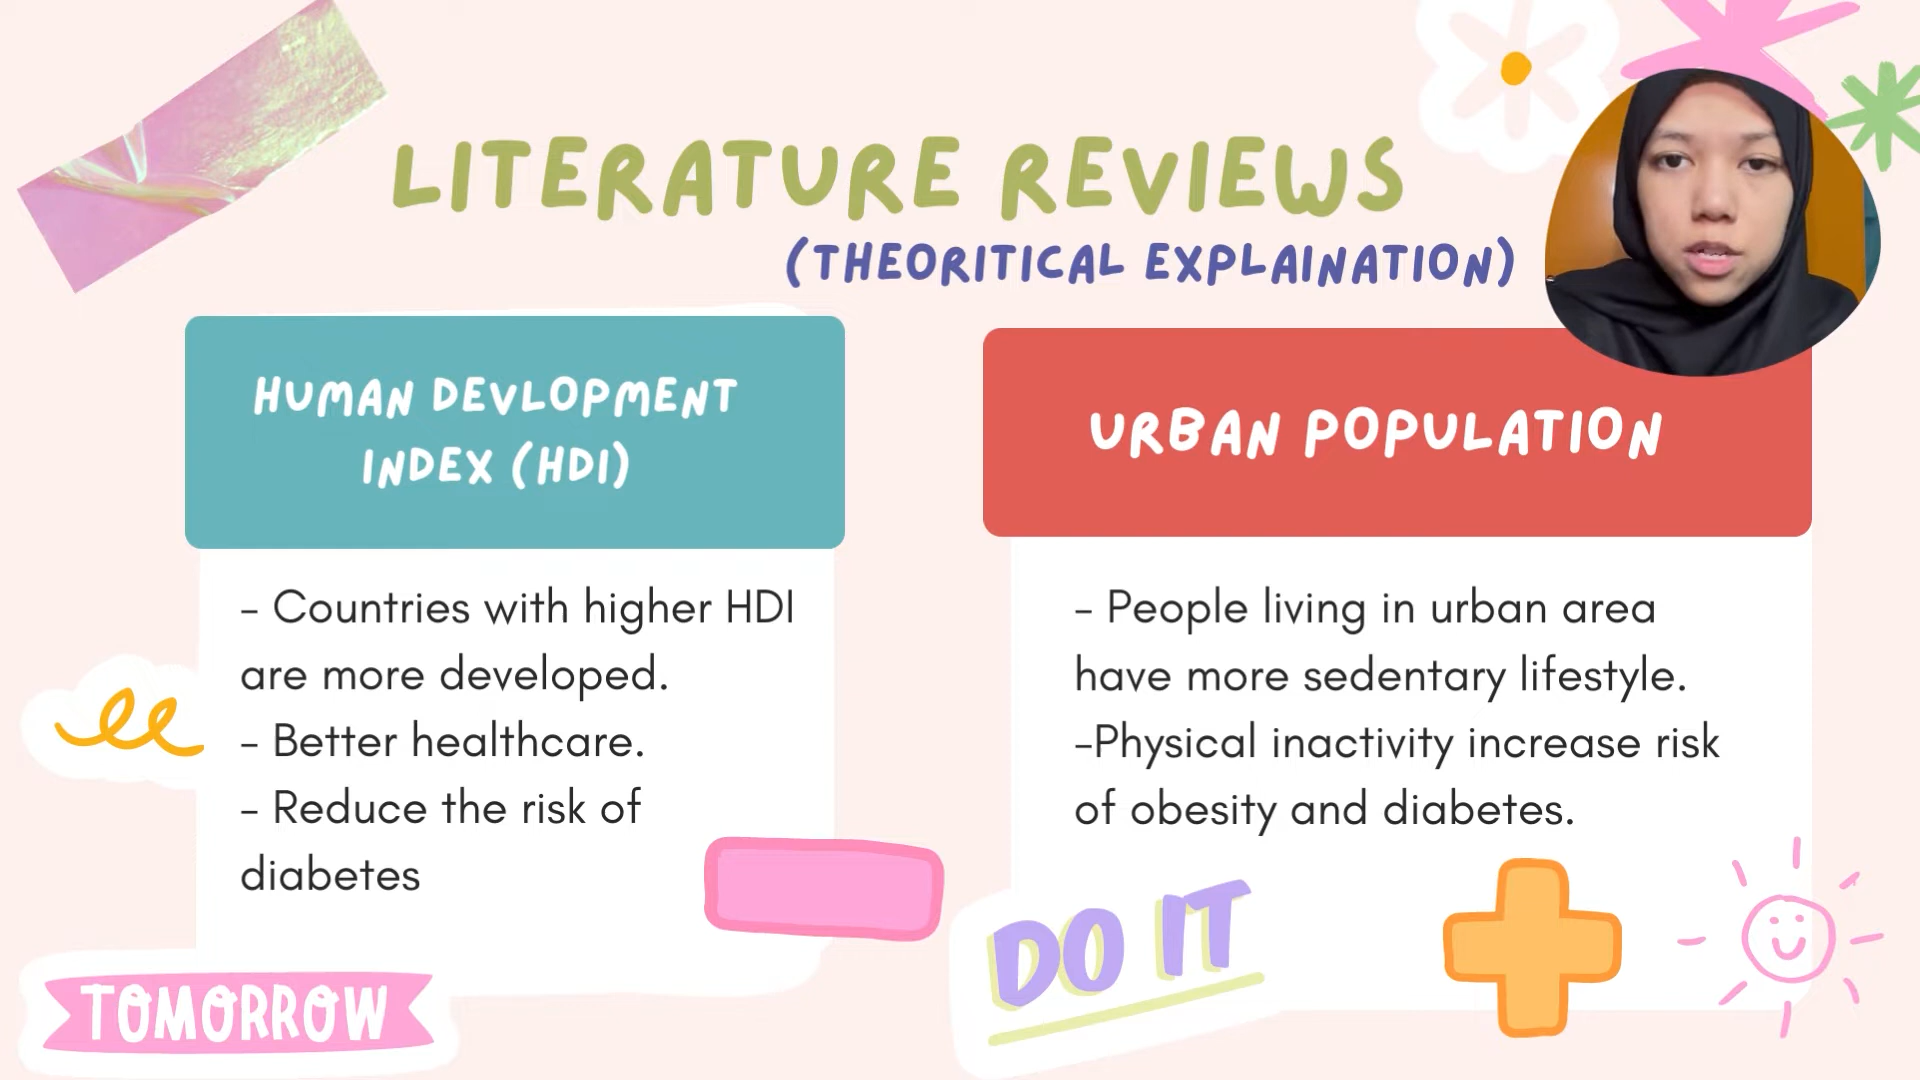 LITERATURE REVIEWS
(THEORITICAL EXPLAINATION)
HUMAN DEVLOPMENT
INDEX (HDI)
- Countries with higher HDI
are more developed.
- Better healthcare.
- Reduce the risk of
diabetes
URBAN POPULATION
- People living in urban area
have more sedentary lifestyle.
-Physical inactivity increase risk
of obesity and diabetes.
DO IT
TOMORROW